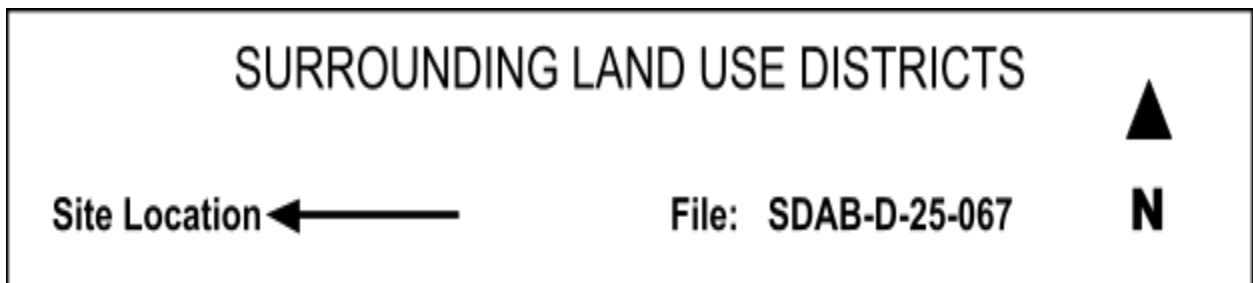 SURROUNDING LAND USE DISTRICTS
Site Location
File: SDAB-D-25-067
N